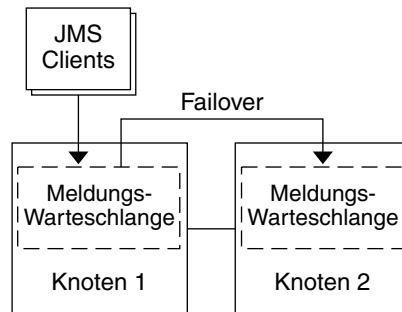 JMS
Clients
Failover
Meldungs-
Warteschlange
Knoten 1
Meldungs-
Warteschlange
Knoten 2